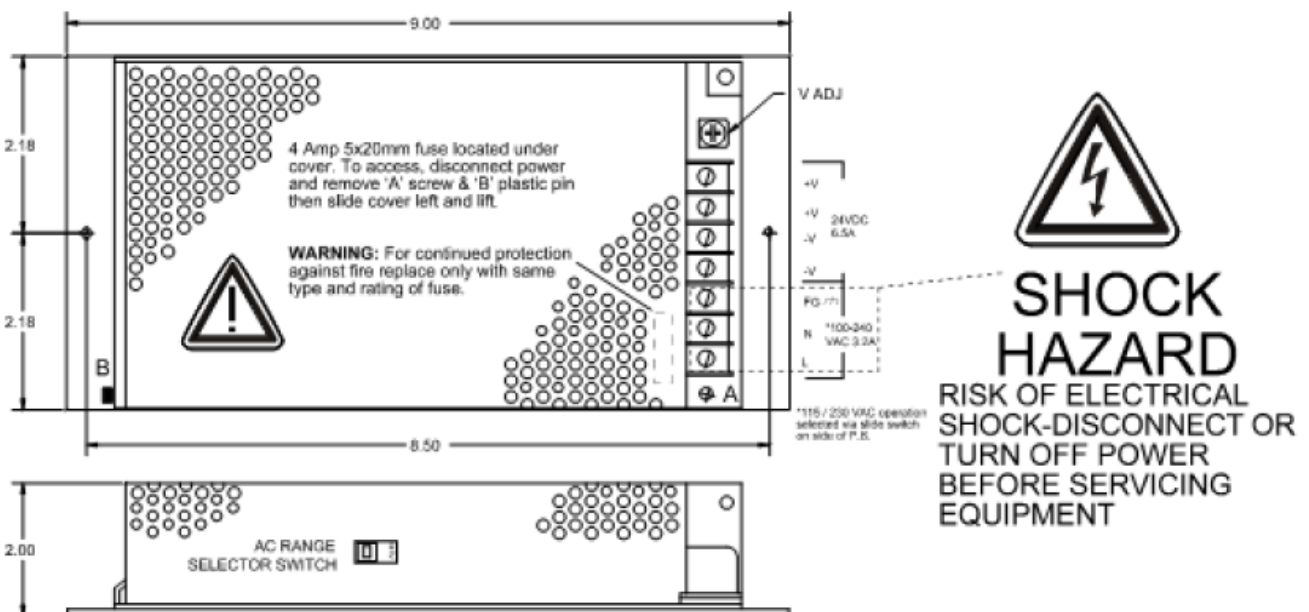 9.00
2.18
2.18
V ADJ
4 Amp 5x20mm fuse located under
cover. To access, disconnect power
and remove 'A' screw & 'B' plastic pin
then slide cover left and lift.
WARNING: For continued protection
against fire replace only with same
type and rating of fuse.
+V
+V
-V
-V
24VDC
6.5A
FG
N
L
*100-240
VAC 3.2A
B
A
*115 / 230 VAC operation
selected via slide switch
on side of P.S.
8.50
SHOCK
HAZARD
RISK OF ELECTRICAL
SHOCK-DISCONNECT OR
TURN OFF POWER
BEFORE SERVICING
EQUIPMENT
2.00
AC RANGE
SELECTOR SWITCH